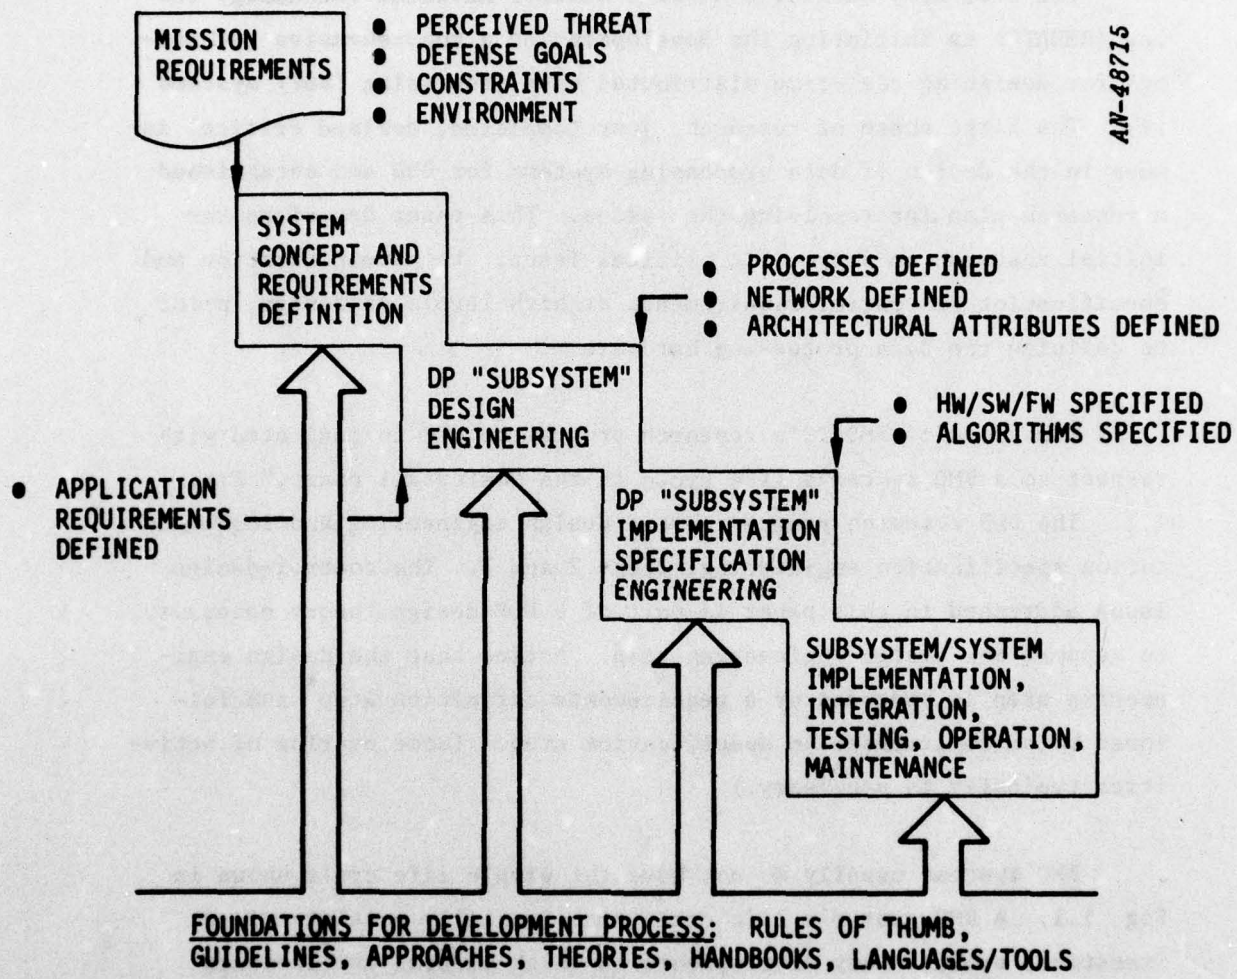 MISSION
REQUIREMENTS
● PERCEIVED THREAT
● DEFENSE GOALS
● CONSTRAINTS
● ENVIRONMENT
AN-48715
SYSTEM
CONCEPT AND
REQUIREMENTS
DEFINITION
● PROCESSES DEFINED
● NETWORK DEFINED
● ARCHITECTURAL ATTRIBUTES DEFINED
DP "SUBSYSTEM"
DESIGN
ENGINEERING
● HW/SW/FW SPECIFIED
● ALGORITHMS SPECIFIED
● APPLICATION
REQUIREMENTS
DEFINED
DP "SUBSYSTEM"
IMPLEMENTATION
SPECIFICATION
ENGINEERING
SUBSYSTEM/SYSTEM
IMPLEMENTATION,
INTEGRATION,
TESTING, OPERATION,
MAINTENANCE
FOUNDATIONS FOR DEVELOPMENT PROCESS: RULES OF THUMB,
GUIDELINES, APPROACHES, THEORIES, HANDBOOKS, LANGUAGES/TOOLS